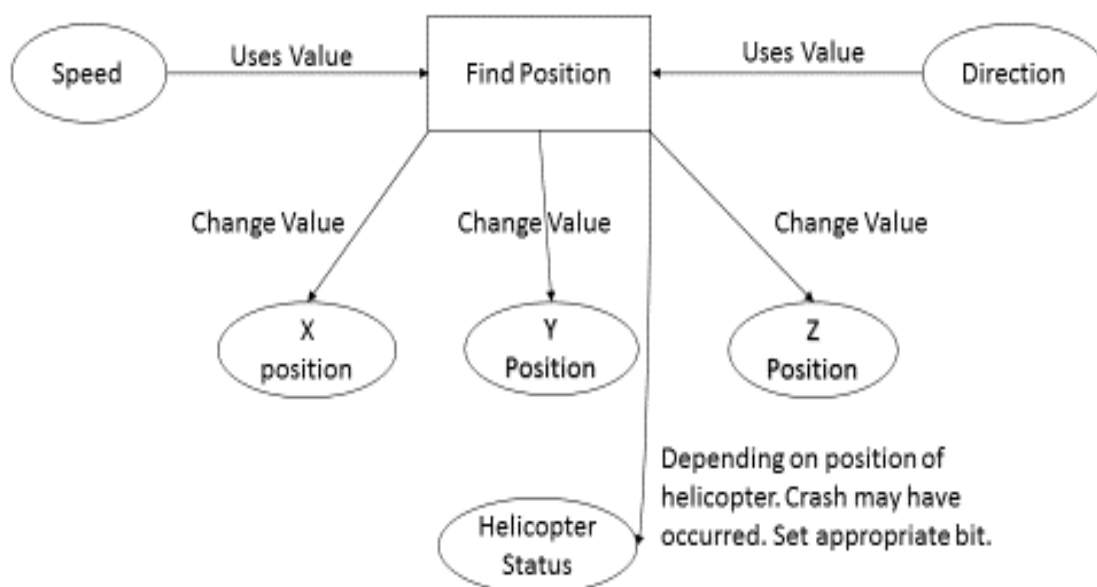 Speed
Uses Value
Find Position
Uses Value
Direction
Change Value
Change Value
Change Value
X
position
Y
Position
Z
Position
Depending on position of
helicopter. Crash may have
occurred. Set appropriate bit.
Helicopter
Status